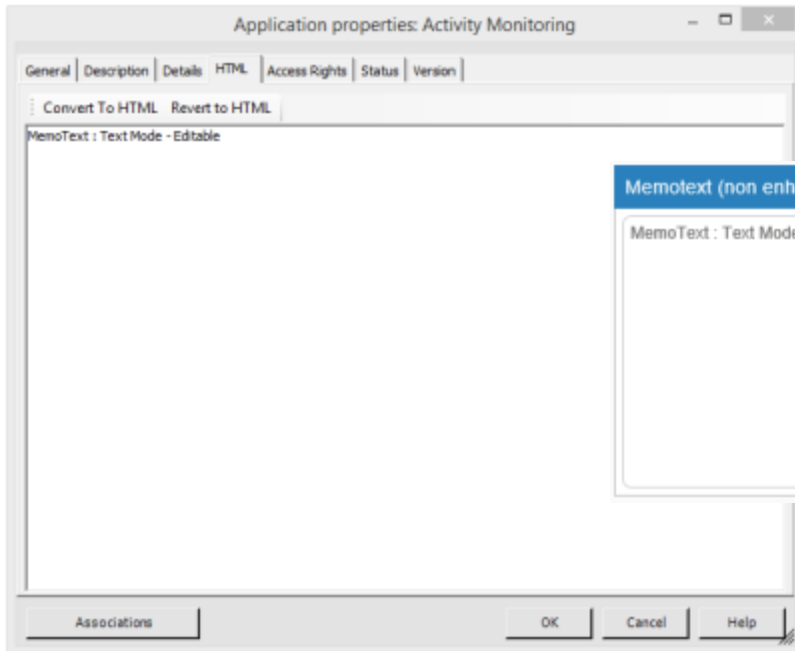 Application properties: Activity Monitoring
General Description Details HTML Access Rights Status Version
Convert To HTML Revert to HTML
MemoText : Text Mode - Editable
Memotext (non enh
MemoText : Text Mode
Associations OK Cancel Help